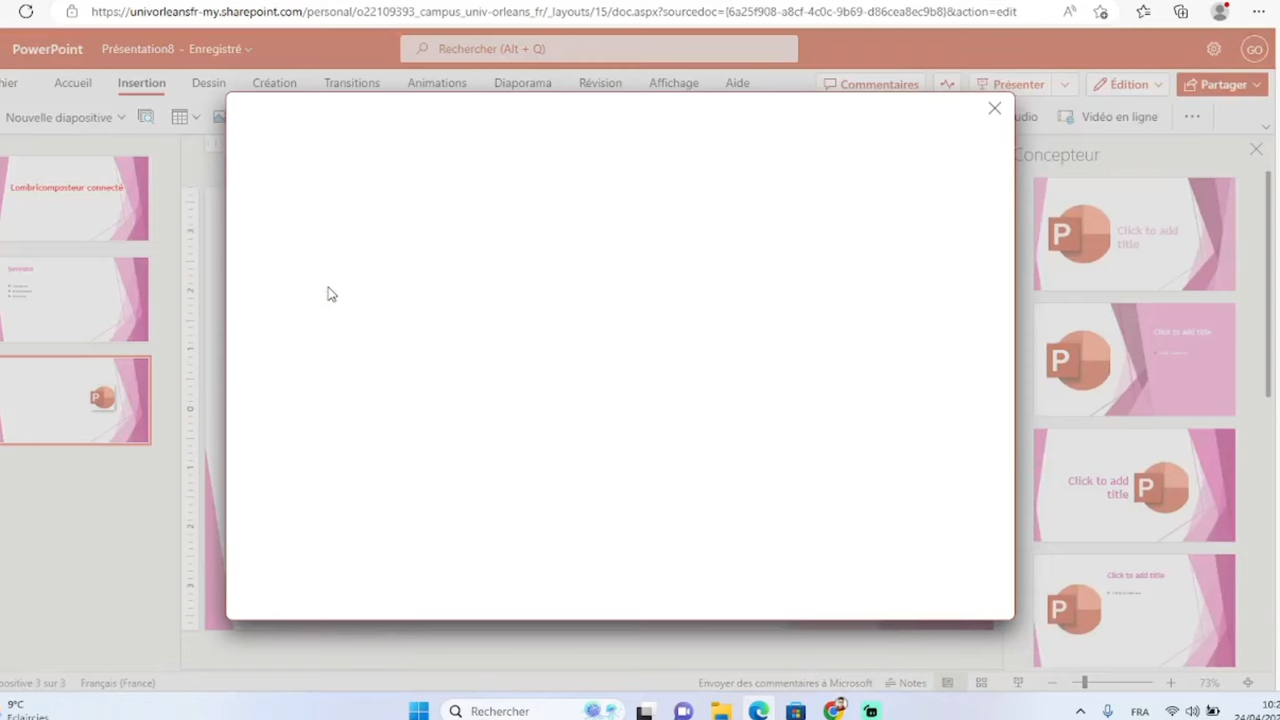 https://univorleansfr-my.sharepoint.com/personal/o22109393_campus_univ-orleans_fr/_layouts/15/doc.aspx?sourcedoc={6a25f908-a8cf-4c0c-9b69-d86cea8ec9b8}&action=edit
PowerPoint Présentation8 - Enregistré Rechercher (Alt + Q) GO
hier Accueil Insertion Dessin Création Transitions Animations Diaporama Révision Affichage Aide Commentaires Présenter Édition Partager
Nouvelle diapositive udio Vidéo en ligne
Concepteur
Lombricomposteur connecté
Click to add
title
Click to add title
Click to add
title
Click to add title
positive 3 sur 3 Français (France) Envoyer des commentaires à Microsoft Notes 73%
9°C
Éclaircies
Rechercher
FRA
10:2
24/04/20